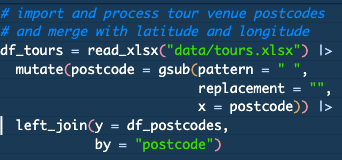 # import and process tour venue postcodes
# and merge with latitude and longitude
df_tours = read_xlsx("data/tours.xlsx") |>
  mutate(postcode = gsub(pattern = " ",
                         replacement = "",
                         x = postcode)) |>
  left_join(y = df_postcodes,
            by = "postcode")